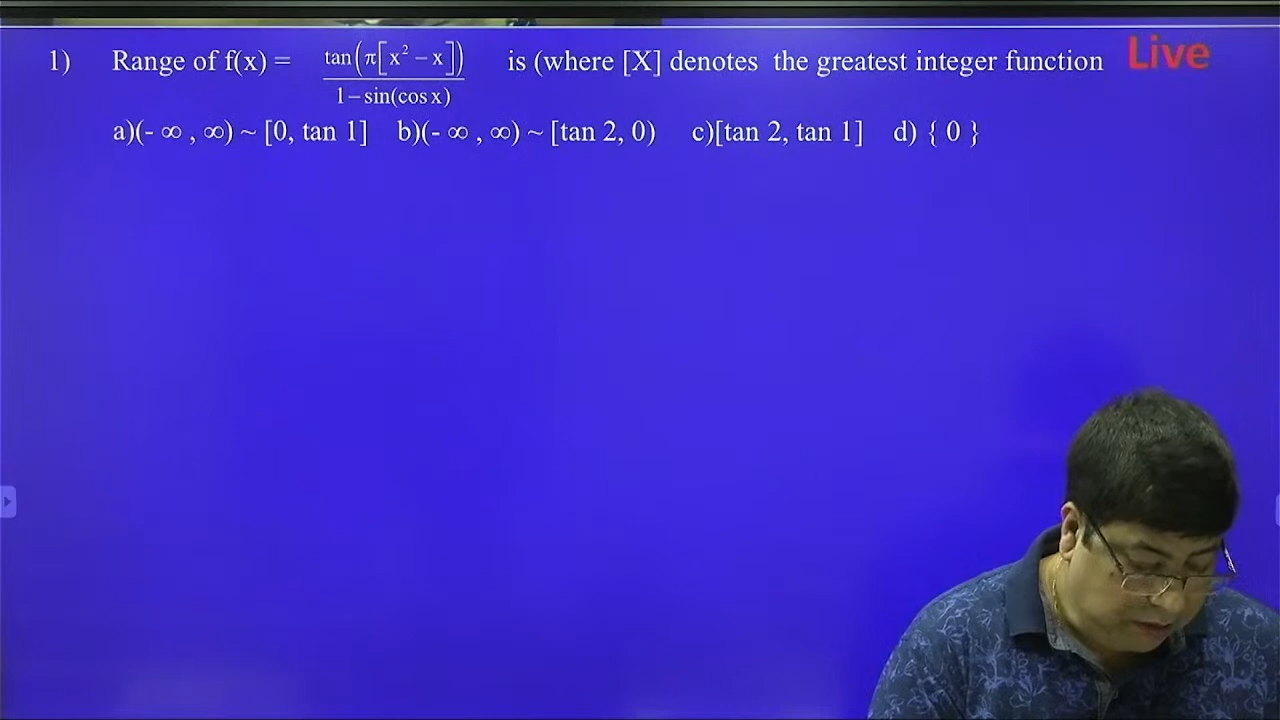 1) Range of f(x) = tan(π[x² – x]) / 1 – sin(cos x) is (where [X] denotes the greatest integer function Live
a)(- ∞ , ∞) ~ [0, tan 1] b)(- ∞ , ∞) ~ [tan 2, 0) c)[tan 2, tan 1] d) { 0 }